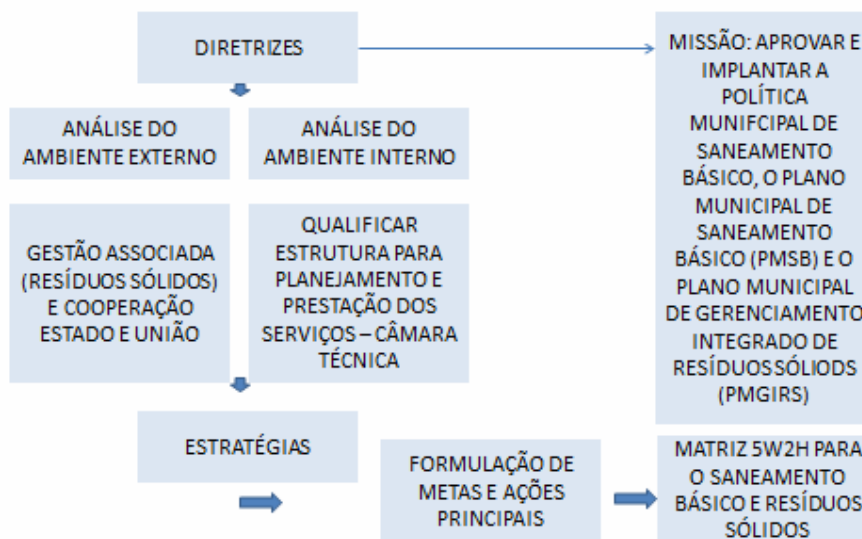 DIRETRIZES
MISSÃO: APROVAR E
IMPLANTAR A
POLÍTICA
MUNIFCIPAL DE
SANEAMENTO
BÁSICO, O PLANO
MUNICIPAL DE
SANEAMENTO
BÁSICO (PMSB) E O
PLANO MUNICIPAL
DE GERENCIAMENTO
INTEGRADO DE
RESÍDUOS SÓLIODS
(PMGIRS)
ANÁLISE DO
AMBIENTE EXTERNO
ANÁLISE DO
AMBIENTE INTERNO
GESTÃO ASSOCIADA
(RESÍDUOS SÓLIDOS)
E COOPERAÇÃO
ESTADO E UNIÃO
QUALIFICAR
ESTRUTURA PARA
PLANEJAMENTO E
PRESTAÇÃO DOS
SERVIÇOS – CÂMARA
TÉCNICA
ESTRATÉGIAS
FORMULAÇÃO DE
METAS E AÇÕES
PRINCIPAIS
MATRIZ 5W2H PARA
O SANEAMENTO
BÁSICO E RESÍDUOS
SÓLIDOS